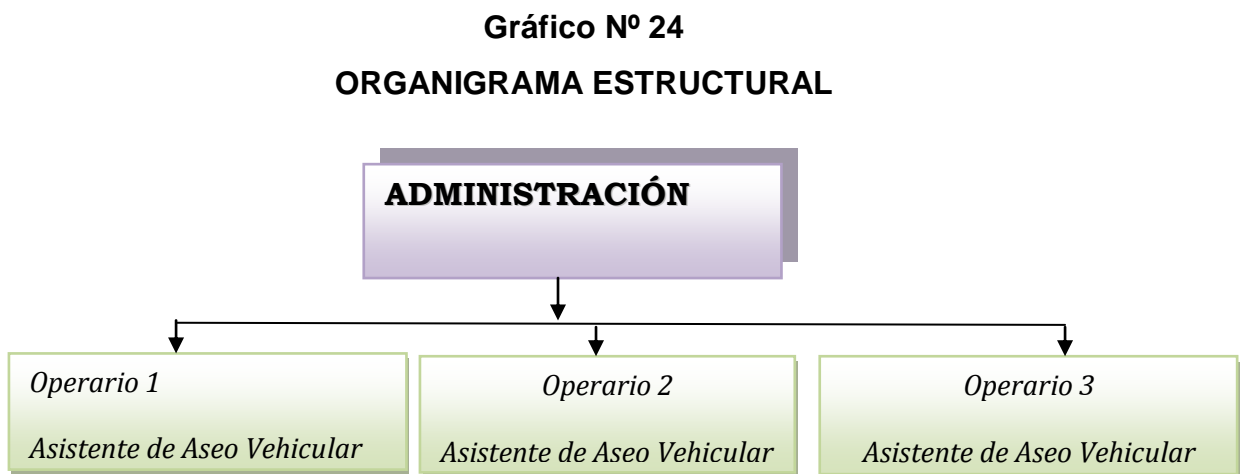 Gráfico Nº 24
ORGANIGRAMA ESTRUCTURAL
ADMINISTRACIÓN
Operario 1
Asistente de Aseo Vehicular
Operario 2
Asistente de Aseo Vehicular
Operario 3
Asistente de Aseo Vehicular